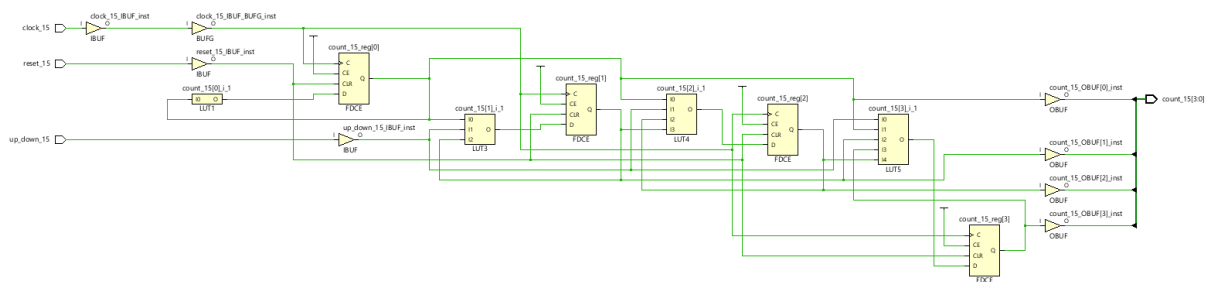 clock_15
clock_15_IBUF_inst
I
O
IBUF
clock_15_IBUF_BUFG_inst
I
O
BUFG
reset_15
reset_15_IBUF_inst
I
O
IBUF
count_15[0]_i_1
I0
O
LUT1
count_15_reg[0]
C
CE
CLR
D
Q
FDCE
up_down_15
up_down_15_IBUF_inst
I
O
IBUF
count_15[1]_i_1
I0
I1
I2
O
LUT3
count_15_reg[1]
C
CE
CLR
D
Q
FDCE
count_15[2]_i_1
I0
I1
I2
I3
O
LUT4
count_15_reg[2]
C
CE
CLR
D
Q
FDCE
count_15[3]_i_1
I0
I1
I2
I3
I4
O
LUT5
count_15_reg[3]
C
CE
CLR
D
Q
FDCE
count_15_OBUF[0]_inst
I
O
OBUF
count_15_OBUF[1]_inst
I
O
OBUF
count_15_OBUF[2]_inst
I
O
OBUF
count_15_OBUF[3]_inst
I
O
OBUF
count_15[3:0]